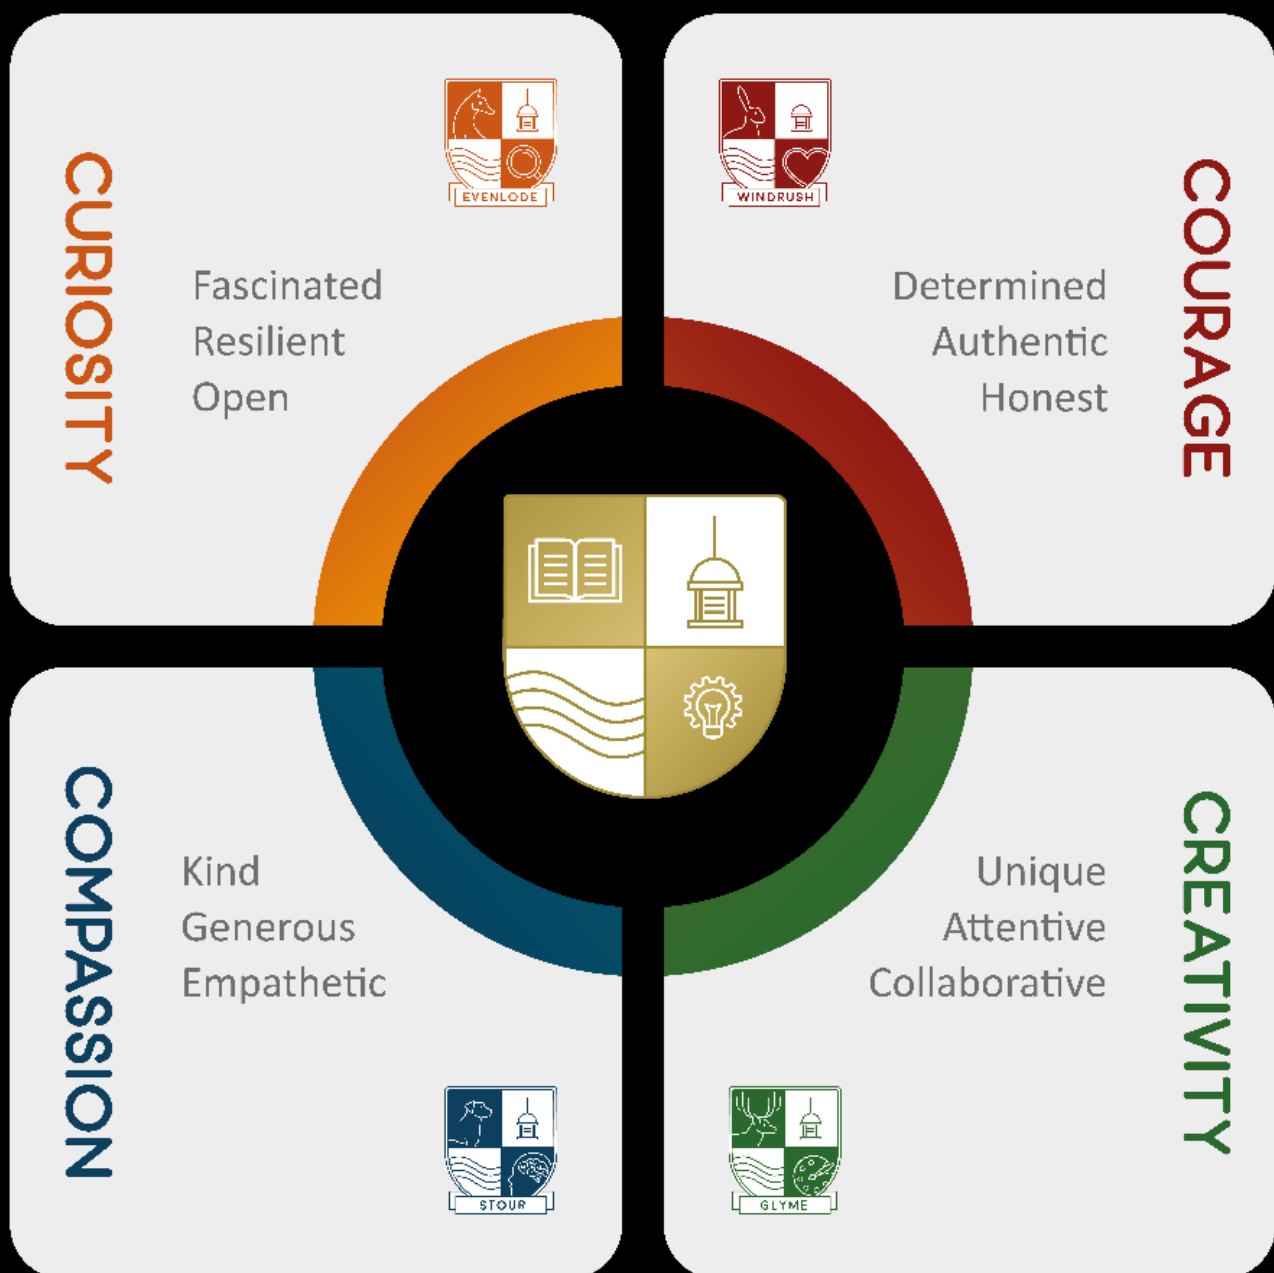 CURIOSITY
EVENLODE
Fascinated
Resilient
Open
WINDRUSH
COURAGE
Determined
Authentic
Honest
COMPASSION
Kind
Generous
Empathetic
STOUR
CREATIVITY
Unique
Attentive
Collaborative
GLYME